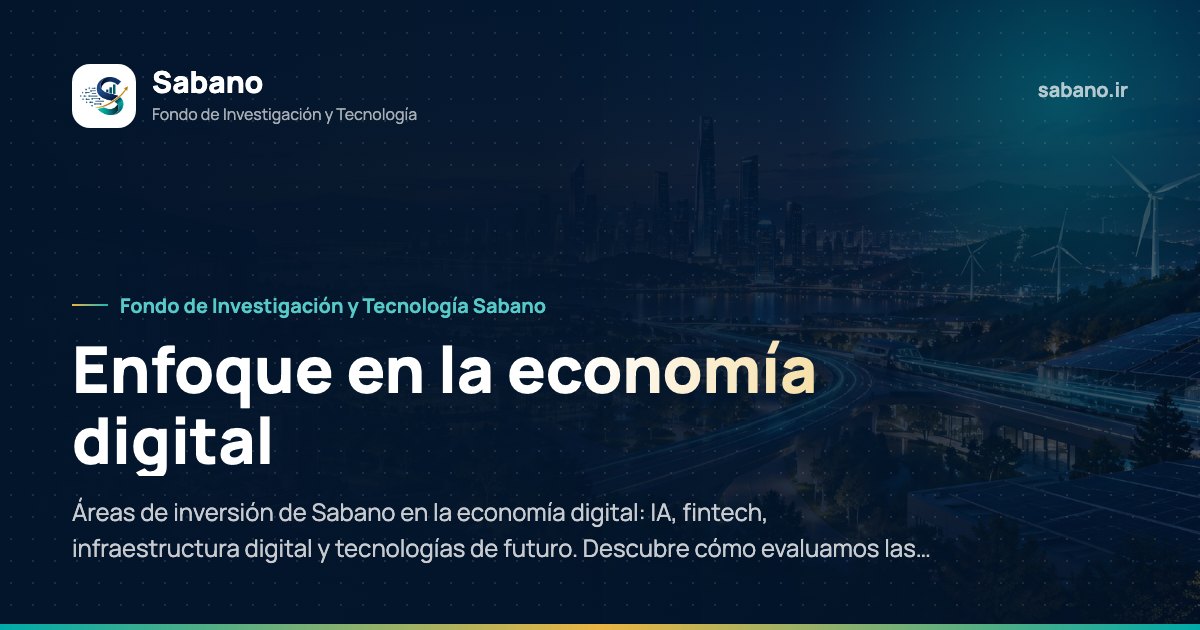 Sabano
Fondo de Investigación y Tecnología
sabano.ir
Fondo de Investigación y Tecnología Sabano
Enfoque en la economía
digital
Áreas de inversión de Sabano en la economía digital: IA, fintech,
infraestructura digital y tecnologías de futuro. Descubre cómo evaluamos las...